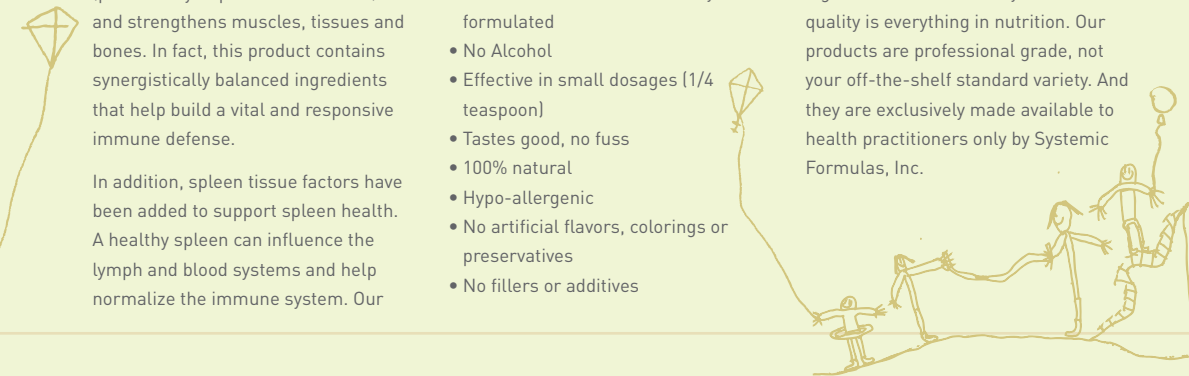 and strengthens muscles, tissues and
bones. In fact, this product contains
synergistically balanced ingredients
that help build a vital and responsive
immune defense.
In addition, spleen tissue factors have
been added to support spleen health.
A healthy spleen can influence the
lymph and blood systems and help
normalize the immune system. Our
formulated
• No Alcohol
• Effective in small dosages (1/4
teaspoon)
• Tastes good, no fuss
• 100% natural
• Hypo-allergenic
• No artificial flavors, colorings or
preservatives
• No fillers or additives
quality is everything in nutrition. Our
products are professional grade, not
your off-the-shelf standard variety. And
they are exclusively made available to
health practitioners only by Systemic
Formulas, Inc.